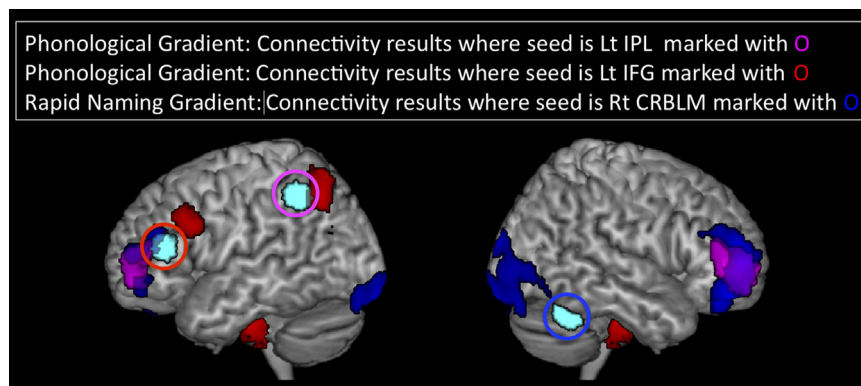 Phonological Gradient: Connectivity results where seed is Lt IPL marked with O
Phonological Gradient: Connectivity results where seed is Lt IFG marked with O
Rapid Naming Gradient: Connectivity results where seed is Rt CRBLM marked with O